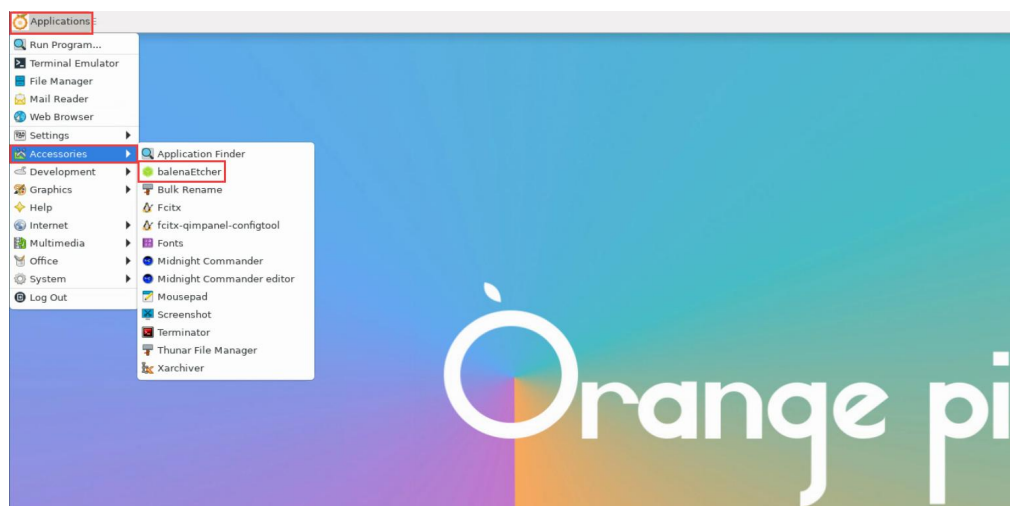 Applications
Run Program...
Terminal Emulator
File Manager
Mail Reader
Web Browser
Settings
Accessories
Development
Graphics
Help
Internet
Multimedia
Office
System
Log Out
Application Finder
balenaEtcher
Bulk Rename
Fcitx
fcitx-qimpanel-configtool
Fonts
Midnight Commander
Midnight Commander editor
Mousepad
Screenshot
Terminator
Thunar File Manager
Xarchiver
Orange pi